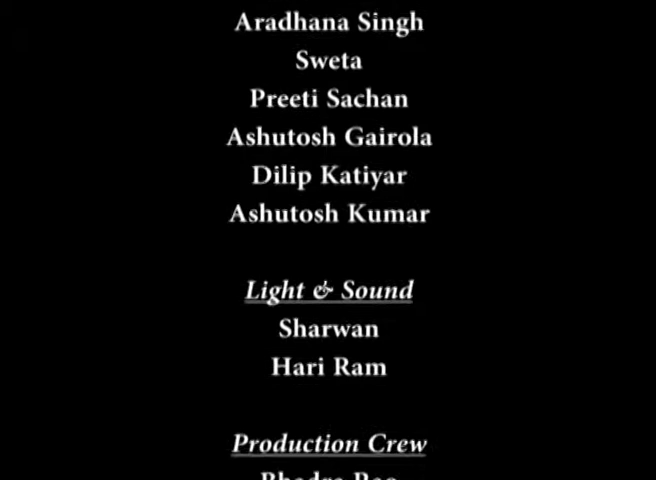 Aradhana Singh
Sweta
Preeti Sachan
Ashutosh Gairola
Dilip Katiyar
Ashutosh Kumar
Light & Sound
Sharwan
Hari Ram
Production Crew